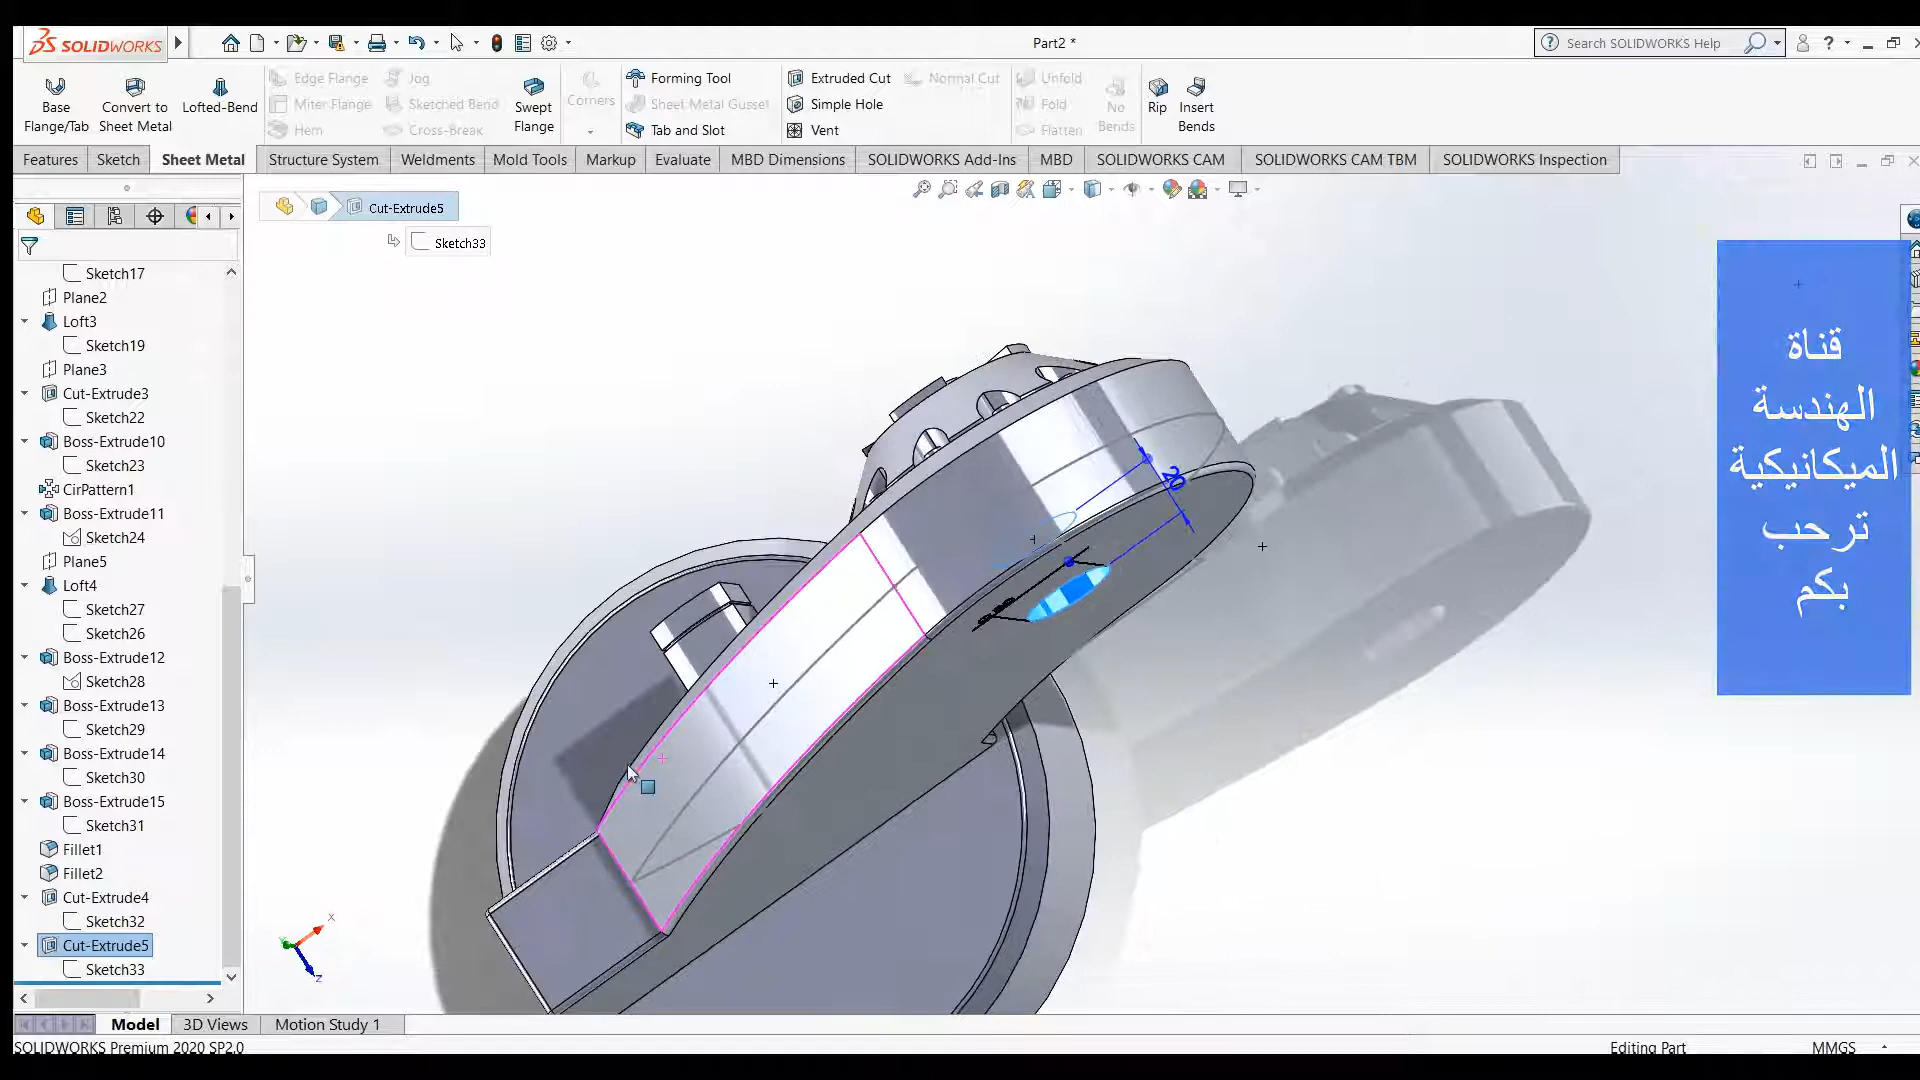 SOLIDWORKS
Part2 *
Search SOLIDWORKS Help
Base Flange/Tab
Convert to Sheet Metal
Lofted-Bend
Edge Flange
Miter Flange
Hem
Jog
Sketched Bend
Cross-Break
Swept Flange
Corners
Forming Tool
Sheet Metal Gusset
Tab and Slot
Extruded Cut
Simple Hole
Vent
Normal Cut
Unfold
Fold
Flatten
No Bends
Rip
Insert Bends
Features
Sketch
Sheet Metal
Structure System
Weldments
Mold Tools
Markup
Evaluate
MBD Dimensions
SOLIDWORKS Add-Ins
MBD
SOLIDWORKS CAM
SOLIDWORKS CAM TBM
SOLIDWORKS Inspection
Cut-Extrude5
Sketch33
Sketch17
Plane2
Loft3
Sketch19
Plane3
Cut-Extrude3
Sketch22
Boss-Extrude10
Sketch23
CirPattern1
Boss-Extrude11
Sketch24
Plane5
Loft4
Sketch27
Sketch26
Boss-Extrude12
Sketch28
Boss-Extrude13
Sketch29
Boss-Extrude14
Sketch30
Boss-Extrude15
Sketch31
Fillet1
Fillet2
Cut-Extrude4
Sketch32
Cut-Extrude5
Sketch33
20
x
z
قناة
الهندسة
الميكانيكية
ترحب
بكم
Model
3D Views
Motion Study 1
SOLIDWORKS Premium 2020 SP2.0
Editing Part
MMGS